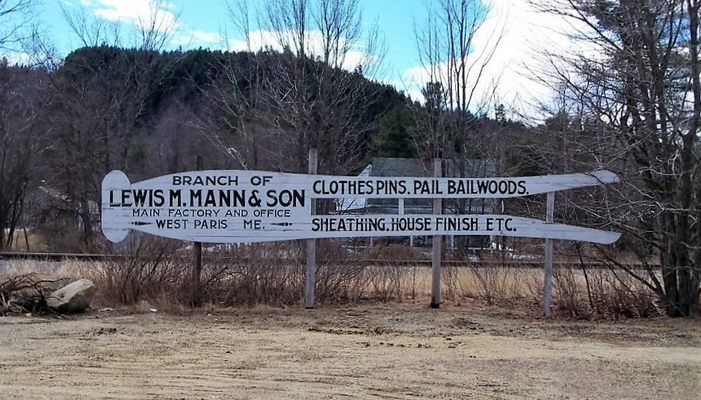 BRANCH OF
LEWIS M. MANN & SON
MAIN FACTORY AND OFFICE
WEST PARIS ME.
CLOTHES PINS, PAIL BAILWOODS.
SHEATHING, HOUSE FINISH ETC.